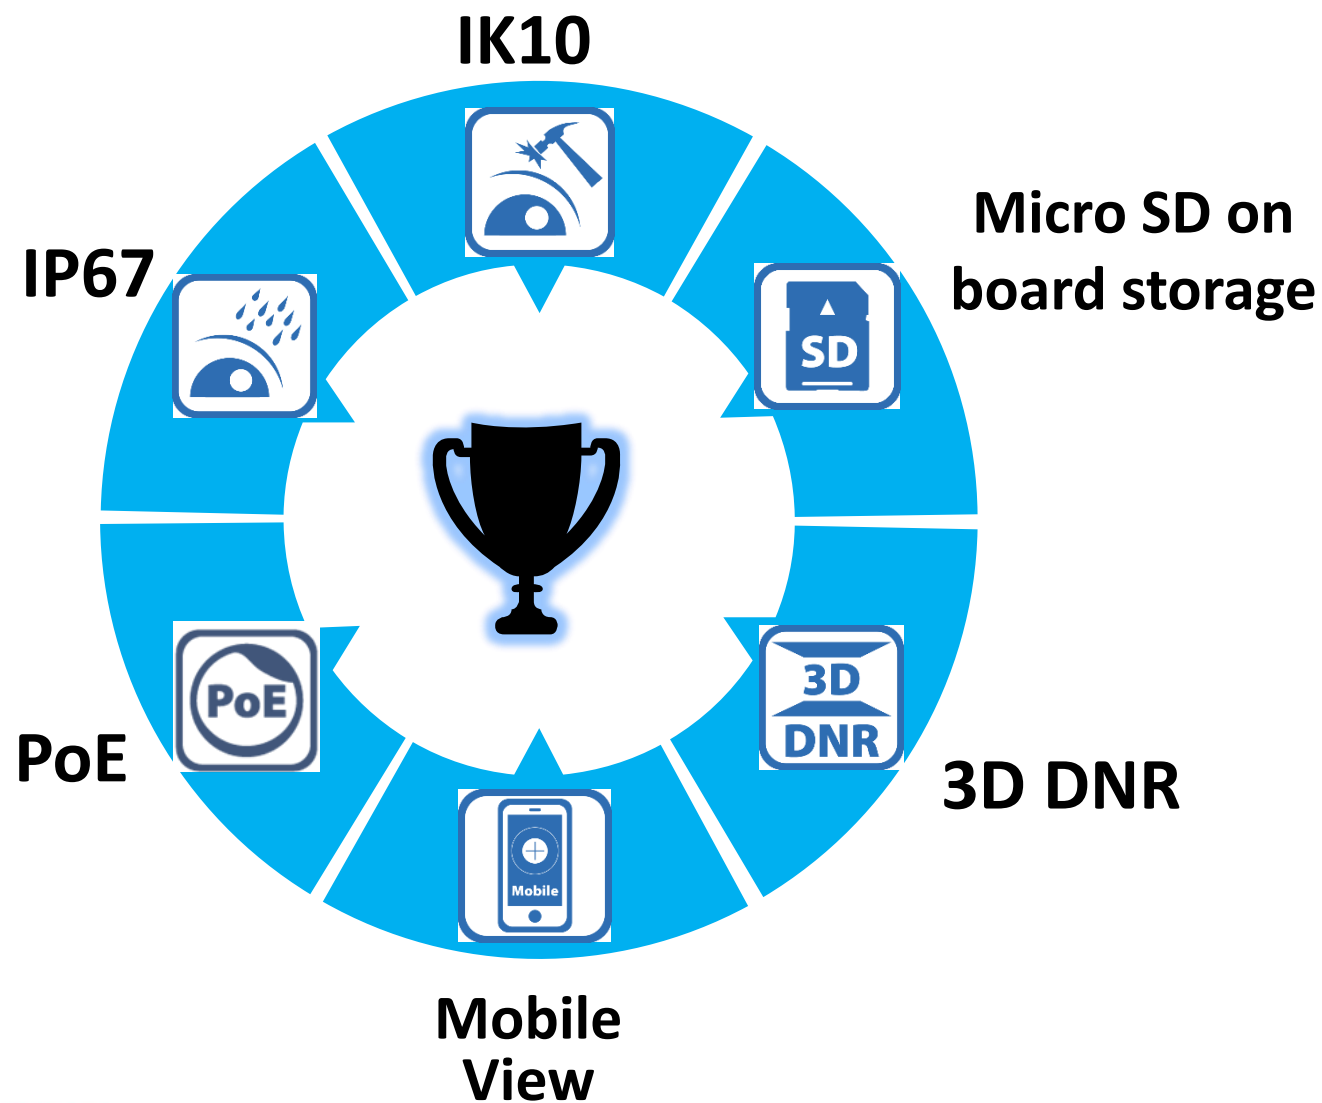 IK10
Micro SD on
board storage
IP67
SD
PoE
PoE
3D
DNR
3D DNR
Mobile
Mobile
View